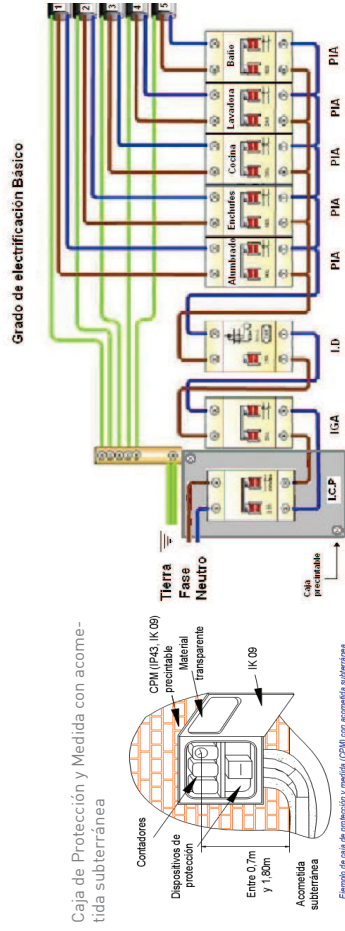 Caja de Protección y Medida con acome-
tida subterránea
CPM (IP43, IK 09)
precintable
Material
transparente
IK 09
Contadores
Dispositivos de
protección
Entre 0,7m
y 1,80m
Acometida
subterránea
Ejemplo de caja de protección y medida (CPM) con acometida subterránea
Grado de electrificación Básico
1
2
3
4
5
Tierra
Fase
Neutro
Alumbrado
Enchufes
Cocina
Lavadora
Baño
Caja
precintable
I.C.P
IGA
I.D
PIA
PIA
PIA
PIA
PIA